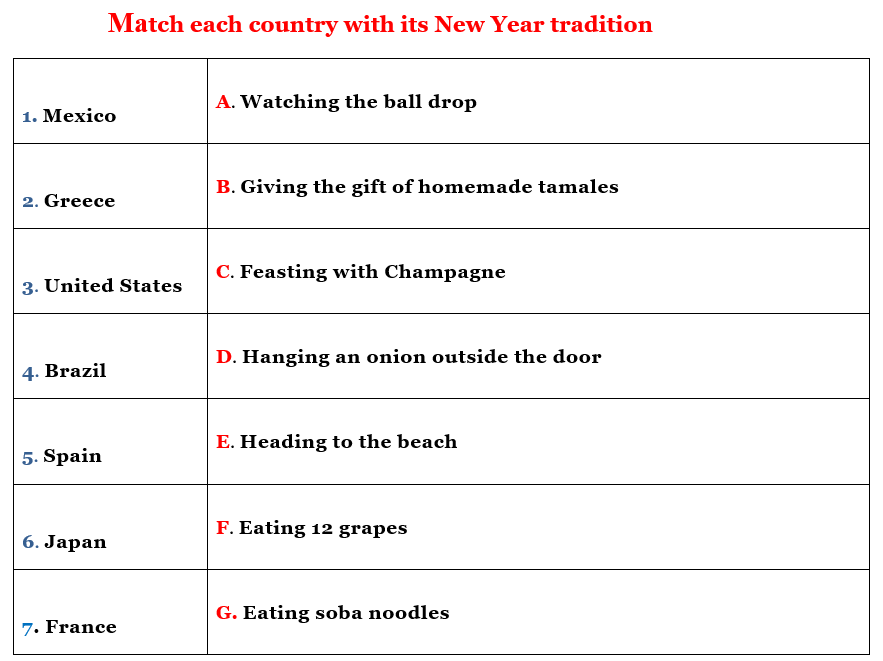 Match each country with its New Year tradition
1. Mexico
A. Watching the ball drop
2. Greece
B. Giving the gift of homemade tamales
3. United States
C. Feasting with Champagne
4. Brazil
D. Hanging an onion outside the door
5. Spain
E. Heading to the beach
6. Japan
F. Eating 12 grapes
7. France
G. Eating soba noodles